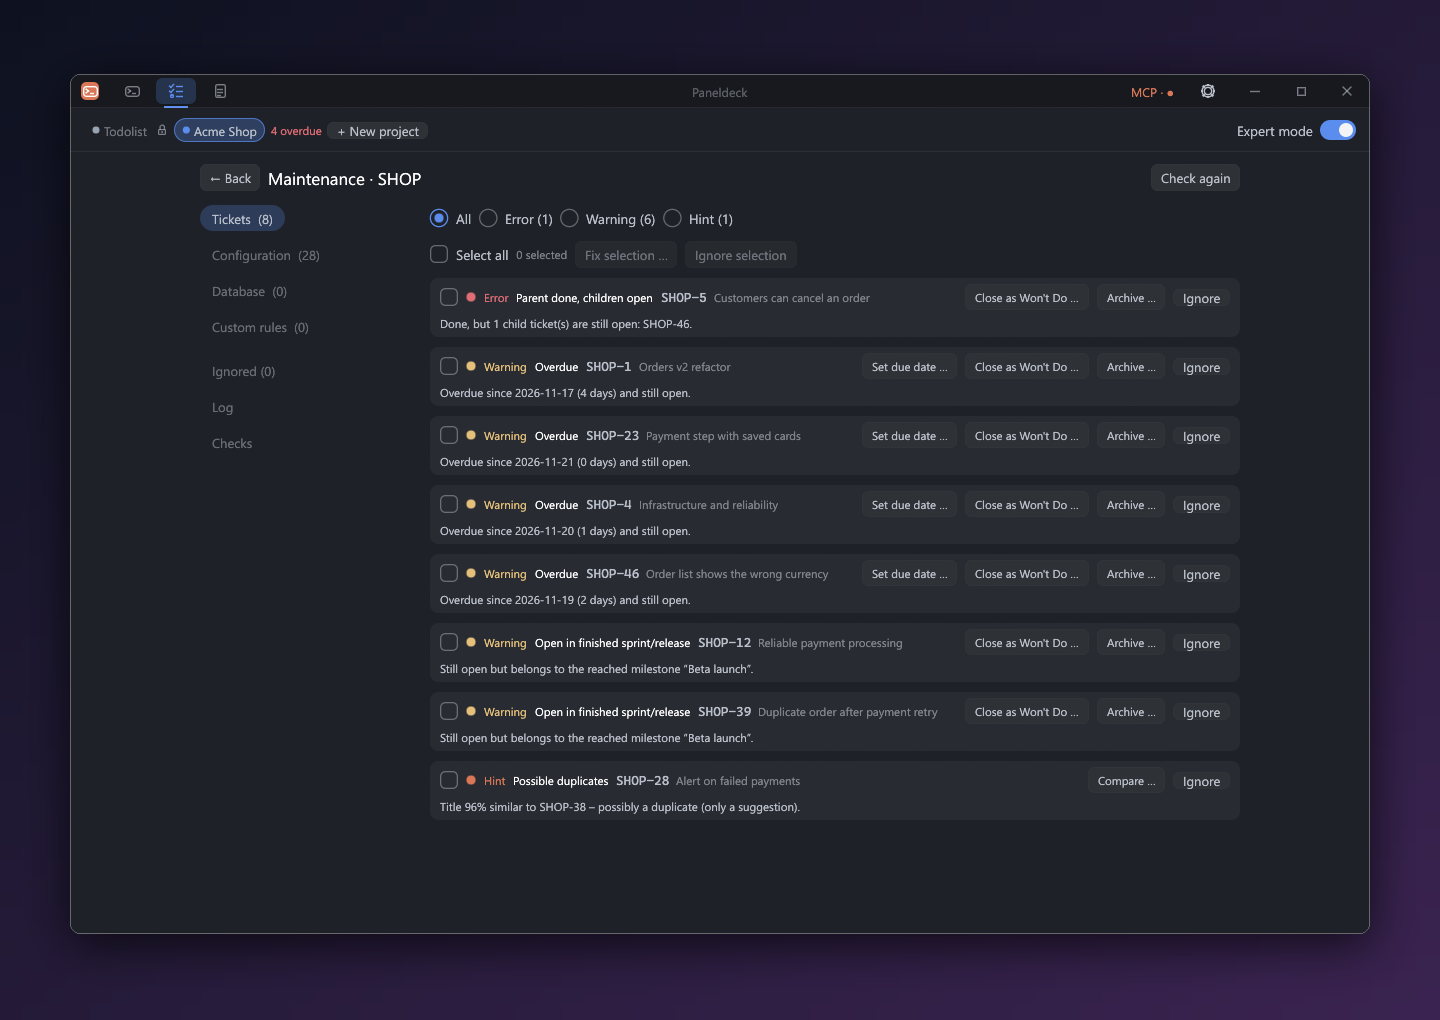 Paneldeck
MCP ·
Todolist Acme Shop 4 overdue + New project Expert mode
← Back Maintenance · SHOP Check again
Tickets (8)
Configuration (28)
Database (0)
Custom rules (0)
Ignored (0)
Log
Checks
All Error (1) Warning (6) Hint (1)
Select all 0 selected Fix selection ... Ignore selection
Error Parent done, children open SHOP-5 Customers can cancel an order Close as Won't Do ... Archive ... Ignore
Done, but 1 child ticket(s) are still open: SHOP-46.
Warning Overdue SHOP-1 Orders v2 refactor Set due date ... Close as Won't Do ... Archive ... Ignore
Overdue since 2026-11-17 (4 days) and still open.
Warning Overdue SHOP-23 Payment step with saved cards Set due date ... Close as Won't Do ... Archive ... Ignore
Overdue since 2026-11-21 (0 days) and still open.
Warning Overdue SHOP-4 Infrastructure and reliability Set due date ... Close as Won't Do ... Archive ... Ignore
Overdue since 2026-11-20 (1 days) and still open.
Warning Overdue SHOP-46 Order list shows the wrong currency Set due date ... Close as Won't Do ... Archive ... Ignore
Overdue since 2026-11-19 (2 days) and still open.
Warning Open in finished sprint/release SHOP-12 Reliable payment processing Close as Won't Do ... Archive ... Ignore
Still open but belongs to the reached milestone "Beta launch".
Warning Open in finished sprint/release SHOP-39 Duplicate order after payment retry Close as Won't Do ... Archive ... Ignore
Still open but belongs to the reached milestone "Beta launch".
Hint Possible duplicates SHOP-28 Alert on failed payments Compare ... Ignore
Title 96% similar to SHOP-38 – possibly a duplicate (only a suggestion).